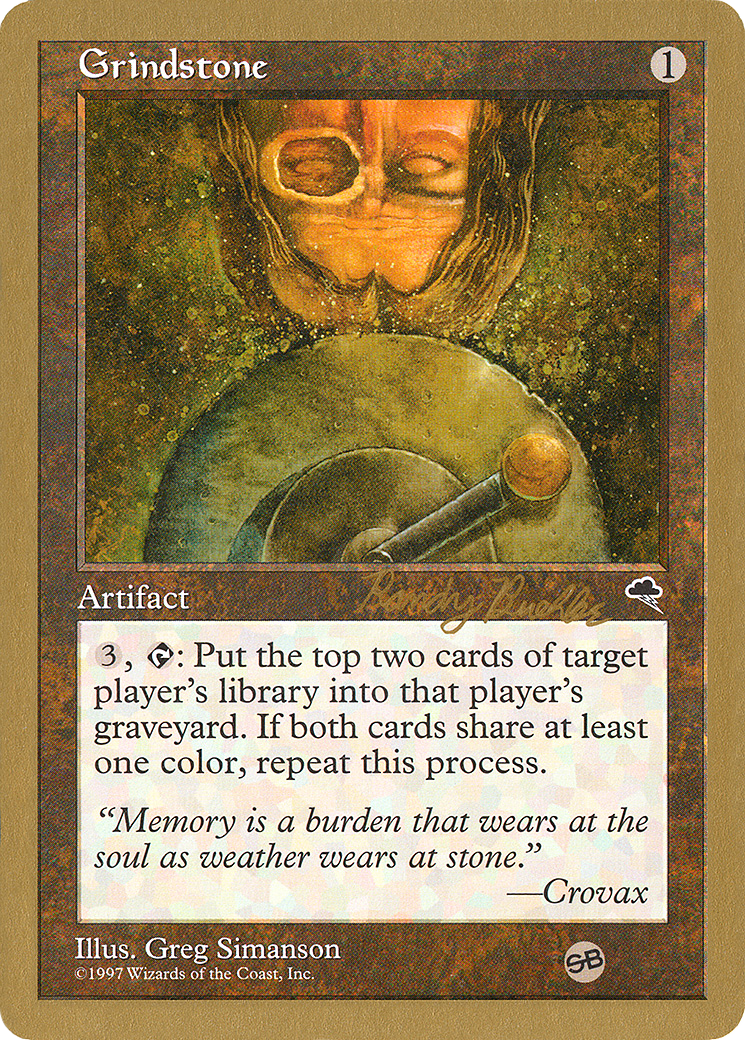 Grindstone
1
Artifact
3, : Put the top two cards of target
player's library into that player's
graveyard. If both cards share at least
one color, repeat this process.
“Memory is a burden that wears at the
soul as weather wears at stone.”
—Crovax
Illus. Greg Simanson
©1997 Wizards of the Coast, Inc.
SB